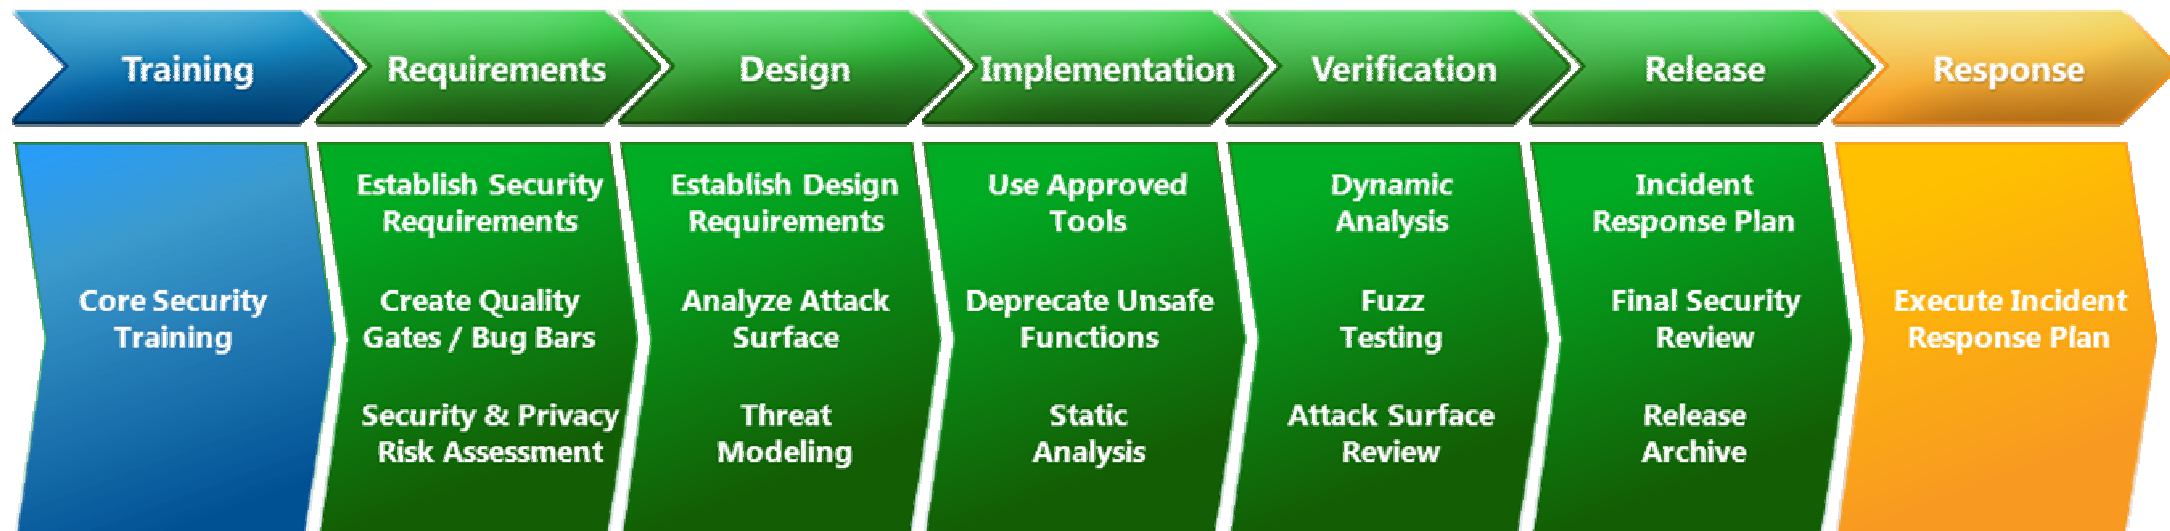 Training
Requirements
Design
Implementation
Verification
Release
Response
Core Security
Training
Establish Security
Requirements
Create Quality
Gates / Bug Bars
Security & Privacy
Risk Assessment
Establish Design
Requirements
Analyze Attack
Surface
Threat
Modeling
Use Approved
Tools
Deprecate Unsafe
Functions
Static
Analysis
Dynamic
Analysis
Fuzz
Testing
Attack Surface
Review
Incident
Response Plan
Final Security
Review
Release
Archive
Execute Incident
Response Plan